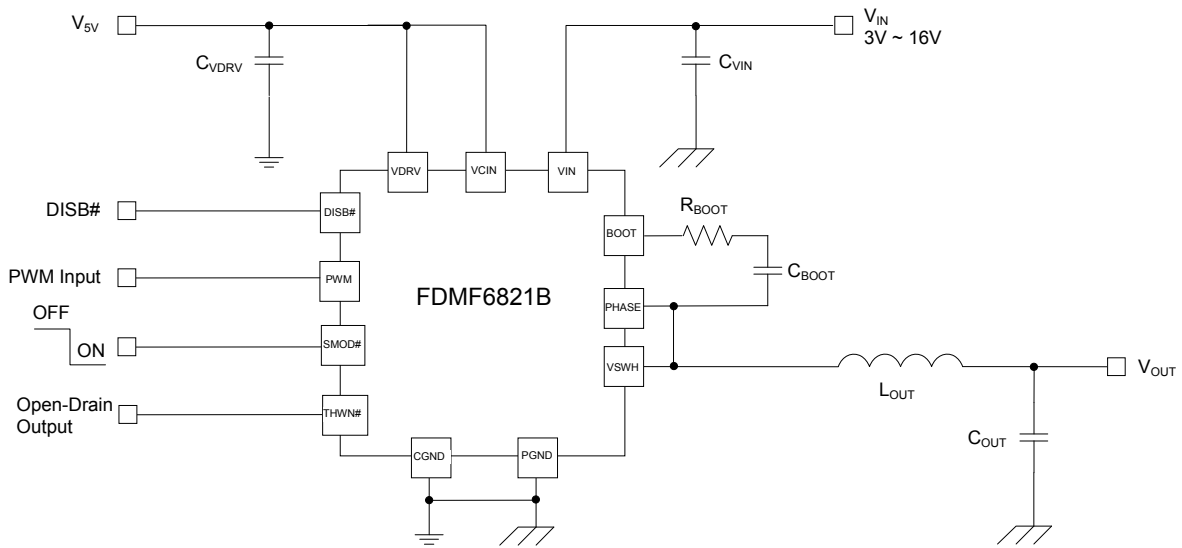 V5V
VIN
3V ~ 16V
CVDRV
CVIN
VDRV
VCIN
VIN
DISB#
DISB#
BOOT
RBOOT
CBOOT
PWM Input
PWM
FDMF6821B
PHASE
OFF
ON
SMOD#
VSWH
LOUT
VOUT
Open-Drain
Output
THWN#
CGND
PGND
COUT